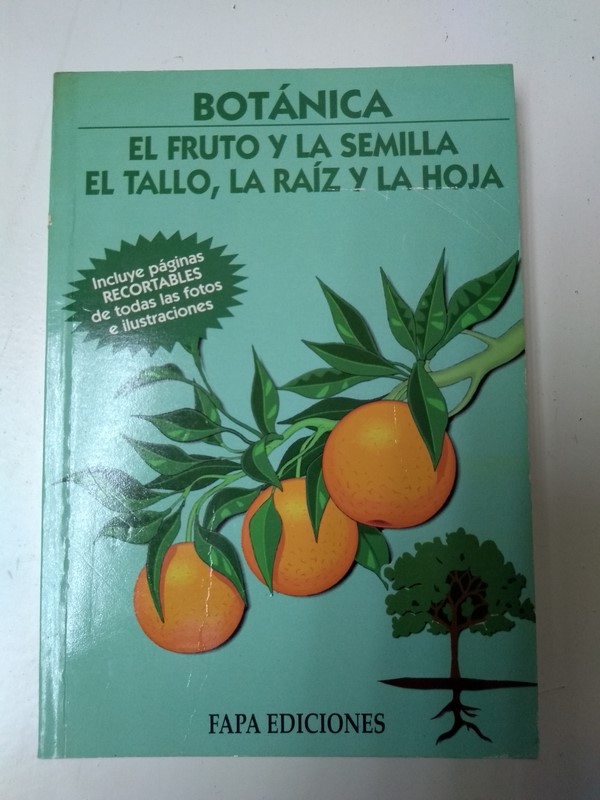 BOTÁNICA
EL FRUTO Y LA SEMILLA
EL TALLO, LA RAÍZ Y LA HOJA
Incluye páginas
RECORTABLES
de todas las fotos
e ilustraciones
FAPA EDICIONES